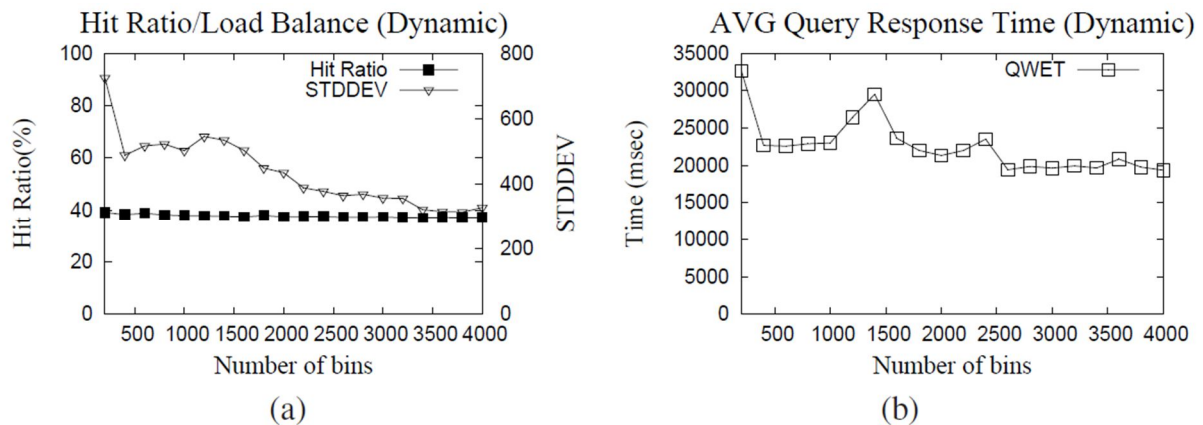 Hit Ratio/Load Balance (Dynamic)
100
80
60
40
20
0
Hit Ratio(%)
Hit Ratio
STDDEV
800
600
400
200
0
STDDEV
500 1000 1500 2000 2500 3000 3500 4000
Number of bins
(a)
AVG Query Response Time (Dynamic)
35000
30000
25000
20000
15000
10000
5000
0
Time (msec)
QWET
500 1000 1500 2000 2500 3000 3500 4000
Number of bins
(b)